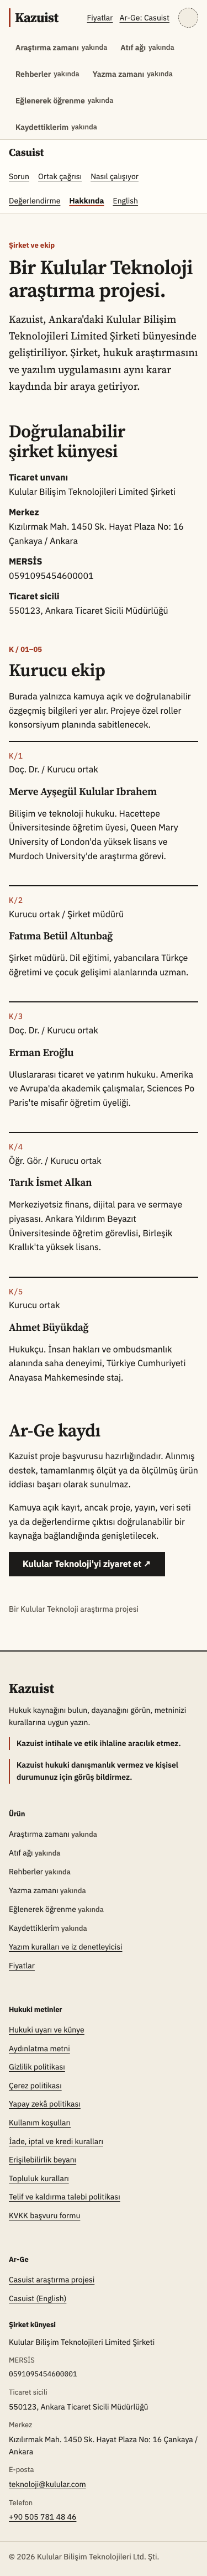 Kazuist
Fiyatlar Ar-Ge: Casuist
Araştırma zamanı yakında Atıf ağı yakında
Rehberler yakında Yazma zamanı yakında
Eğlenerek öğrenme yakında
Kaydettiklerim yakında
Casuist
Sorun Ortak çağrısı Nasıl çalışıyor
Değerlendirme Hakkında English
Şirket ve ekip
Bir Kulular Teknoloji
araştırma projesi.
Kazuist, Ankara'daki Kulular Bilişim
Teknolojileri Limited Şirketi bünyesinde
geliştiriliyor. Şirket, hukuk araştırmasını
ve yazılım uygulamasını aynı karar
kaydında bir araya getiriyor.
Doğrulanabilir
şirket künyesi
Ticaret unvanı
Kulular Bilişim Teknolojileri Limited Şirketi
Merkez
Kızılırmak Mah. 1450 Sk. Hayat Plaza No: 16
Çankaya / Ankara
MERSİS
0591095454600001
Ticaret sicili
550123, Ankara Ticaret Sicili Müdürlüğü
K / 01–05
Kurucu ekip
Burada yalnızca kamuya açık ve doğrulanabilir
özgeçmiş bilgileri yer alır. Projeye özel roller
konsorsiyum planında sabitlenecek.
K/1
Doç. Dr. / Kurucu ortak
Merve Ayşegül Kulular Ibrahem
Bilişim ve teknoloji hukuku. Hacettepe
Üniversitesinde öğretim üyesi, Queen Mary
University of London'da yüksek lisans ve
Murdoch University'de araştırma görevi.
K/2
Kurucu ortak / Şirket müdürü
Fatıma Betül Altunbağ
Şirket müdürü. Dil eğitimi, yabancılara Türkçe
öğretimi ve çocuk gelişimi alanlarında uzman.
K/3
Doç. Dr. / Kurucu ortak
Erman Eroğlu
Uluslararası ticaret ve yatırım hukuku. Amerika
ve Avrupa'da akademik çalışmalar, Sciences Po
Paris'te misafir öğretim üyeliği.
K/4
Öğr. Gör. / Kurucu ortak
Tarık İsmet Alkan
Merkeziyetsiz finans, dijital para ve sermaye
piyasası. Ankara Yıldırım Beyazıt
Üniversitesinde öğretim görevlisi, Birleşik
Krallık'ta yüksek lisans.
K/5
Kurucu ortak
Ahmet Büyükdağ
Hukukçu. İnsan hakları ve ombudsmanlık
alanında saha deneyimi, Türkiye Cumhuriyeti
Anayasa Mahkemesinde staj.
Ar-Ge kaydı
Kazuist proje başvurusu hazırlığındadır. Alınmış
destek, tamamlanmış ölçüt ya da ölçülmüş ürün
iddiası başarı olarak sunulmaz.
Kamuya açık kayıt, ancak proje, yayın, veri seti
ya da değerlendirme çıktısı doğrulanabilir bir
kaynağa bağlandığında genişletilecek.
Kulular Teknoloji'yi ziyaret et ↗
Bir Kulular Teknoloji araştırma projesi
Kazuist
Hukuk kaynağını bulun, dayanağını görün, metninizi
kurallarına uygun yazın.
Kazuist intihale ve etik ihlaline aracılık etmez.
Kazuist hukuki danışmanlık vermez ve kişisel
durumunuz için görüş bildirmez.
Ürün
Araştırma zamanı yakında
Atıf ağı yakında
Rehberler yakında
Yazma zamanı yakında
Eğlenerek öğrenme yakında
Kaydettiklerim yakında
Yazım kuralları ve iz denetleyicisi
Fiyatlar
Hukuki metinler
Hukuki uyarı ve künye
Aydınlatma metni
Gizlilik politikası
Çerez politikası
Yapay zekâ politikası
Kullanım koşulları
İade, iptal ve kredi kuralları
Erişilebilirlik beyanı
Topluluk kuralları
Telif ve kaldırma talebi politikası
KVKK başvuru formu
Ar-Ge
Casuist araştırma projesi
Casuist (English)
Şirket künyesi
Kulular Bilişim Teknolojileri Limited Şirketi
MERSİS
0591095454600001
Ticaret sicili
550123, Ankara Ticaret Sicili Müdürlüğü
Merkez
Kızılırmak Mah. 1450 Sk. Hayat Plaza No: 16 Çankaya /
Ankara
E-posta
teknoloji@kulular.com
Telefon
+90 505 781 48 46
© 2026 Kulular Bilişim Teknolojileri Ltd. Şti.